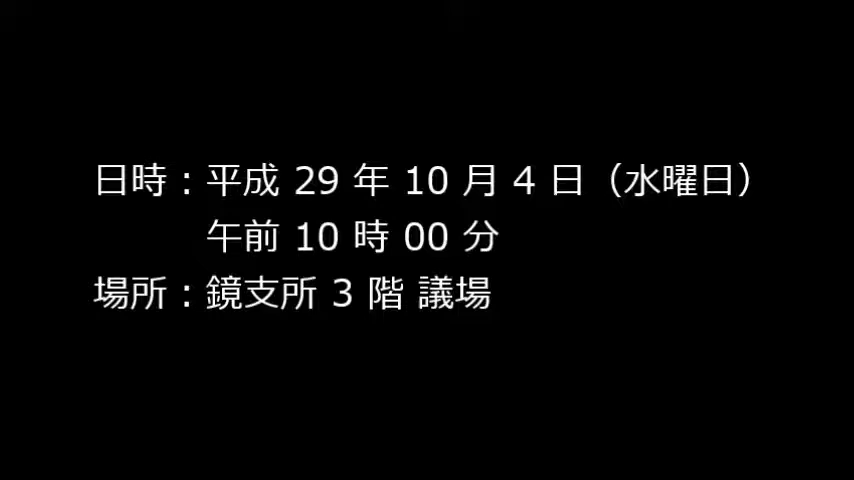 日時：平成 29 年 10 月 4 日（水曜日）
午前 10 時 00 分
場所：鏡支所 3 階 議場